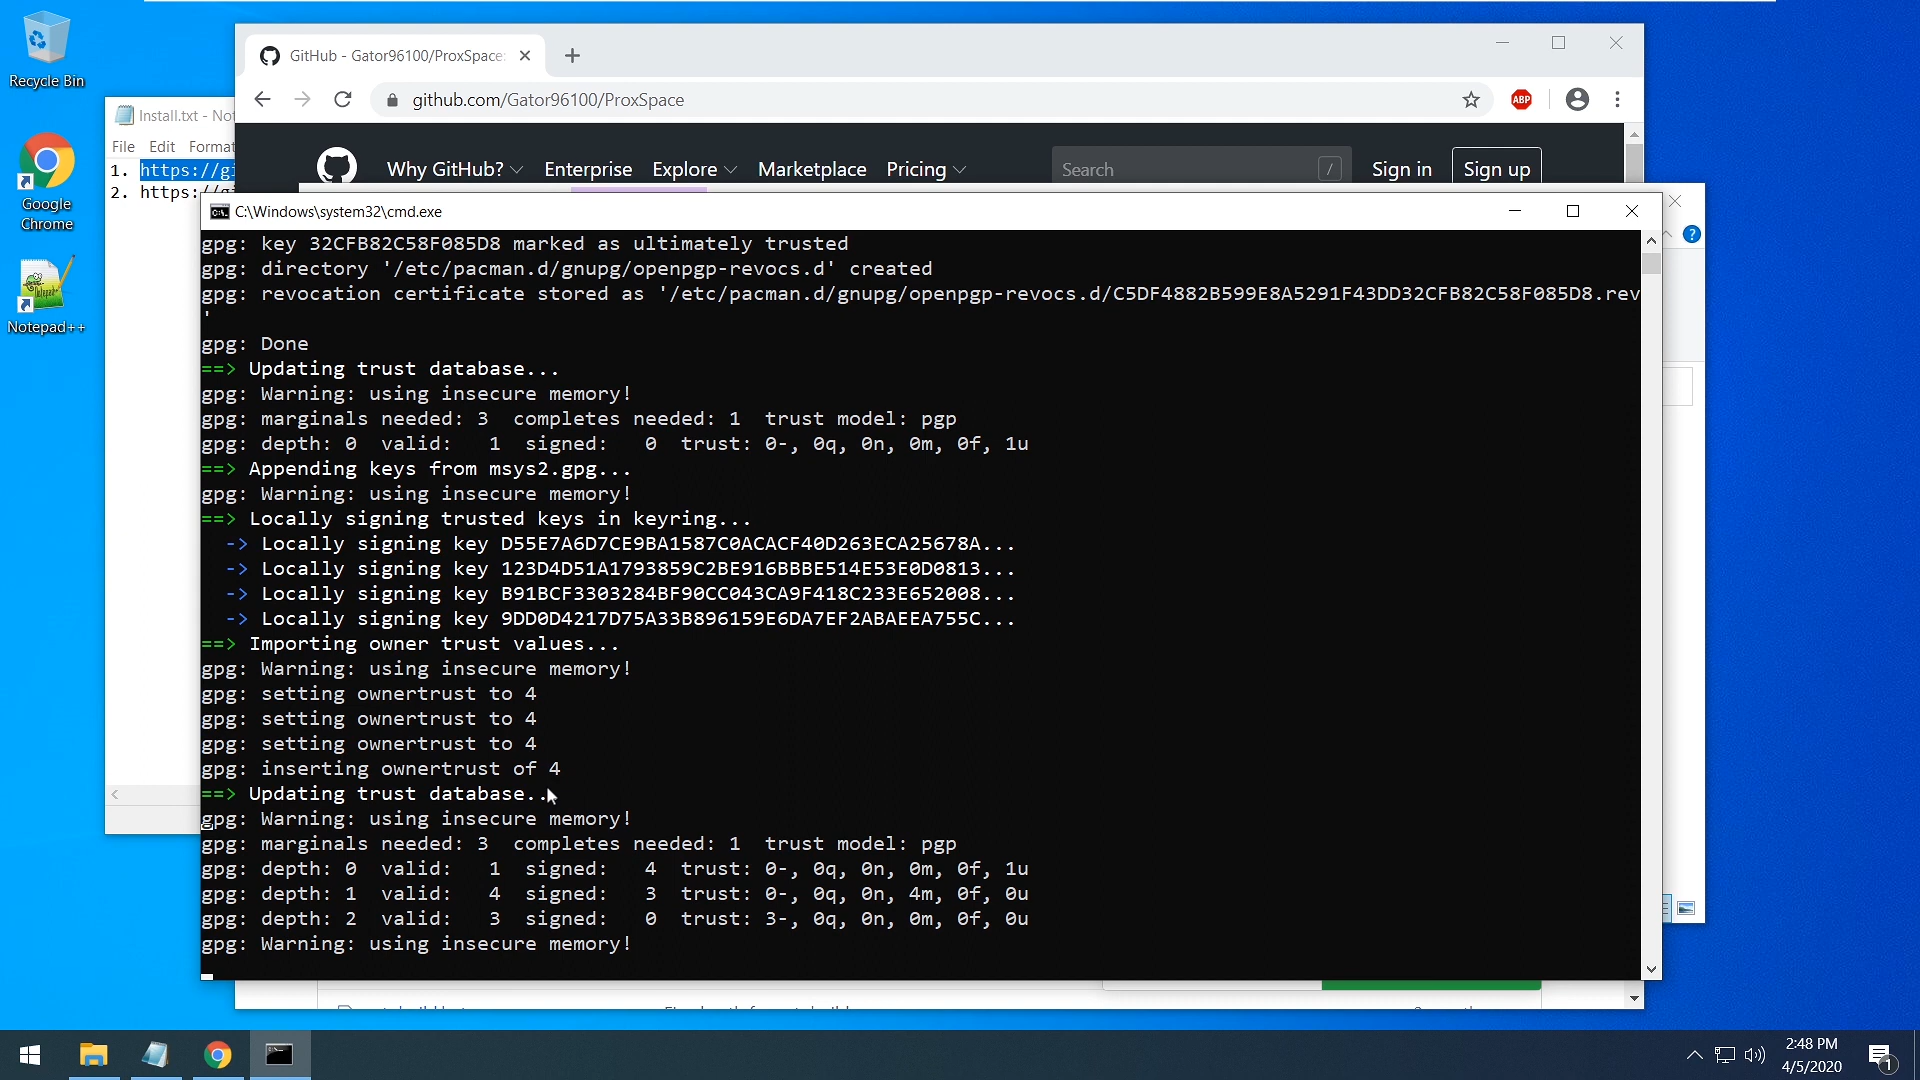 Recycle Bin
Google
Chrome
Notepad++
Install.txt - Not
File Edit Format
1. https://gi
2. https://gi
GitHub - Gator96100/ProxSpace:
github.com/Gator96100/ProxSpace
ABP
Why GitHub? Enterprise Explore Marketplace Pricing
Search /
Sign in Sign up
C:\Windows\system32\cmd.exe
gpg: key 32CFB82C58F085D8 marked as ultimately trusted
gpg: directory '/etc/pacman.d/gnupg/openpgp-revocs.d' created
gpg: revocation certificate stored as '/etc/pacman.d/gnupg/openpgp-revocs.d/C5DF4882B599E8A5291F43DD32CFB82C58F085D8.rev
'
gpg: Done
==> Updating trust database...
gpg: Warning: using insecure memory!
gpg: marginals needed: 3  completes needed: 1  trust model: pgp
gpg: depth: 0  valid:   1  signed:   0  trust: 0-, 0q, 0n, 0m, 0f, 1u
==> Appending keys from msys2.gpg...
gpg: Warning: using insecure memory!
==> Locally signing trusted keys in keyring...
  -> Locally signing key D55E7A6D7CE9BA1587C0ACACF40D263ECA25678A...
  -> Locally signing key 123D4D51A1793859C2BE916BBBE514E53E0D0813...
  -> Locally signing key B91BCF3303284BF90CC043CA9F418C233E652008...
  -> Locally signing key 9DD0D4217D75A33B896159E6DA7EF2ABAEEA755C...
==> Importing owner trust values...
gpg: Warning: using insecure memory!
gpg: setting ownertrust to 4
gpg: setting ownertrust to 4
gpg: setting ownertrust to 4
gpg: inserting ownertrust of 4
==> Updating trust database...
gpg: Warning: using insecure memory!
gpg: marginals needed: 3  completes needed: 1  trust model: pgp
gpg: depth: 0  valid:   1  signed:   4  trust: 0-, 0q, 0n, 0m, 0f, 1u
gpg: depth: 1  valid:   4  signed:   3  trust: 0-, 0q, 0n, 4m, 0f, 0u
gpg: depth: 2  valid:   3  signed:   0  trust: 3-, 0q, 0n, 0m, 0f, 0u
gpg: Warning: using insecure memory!
2:48 PM
4/5/2020
1